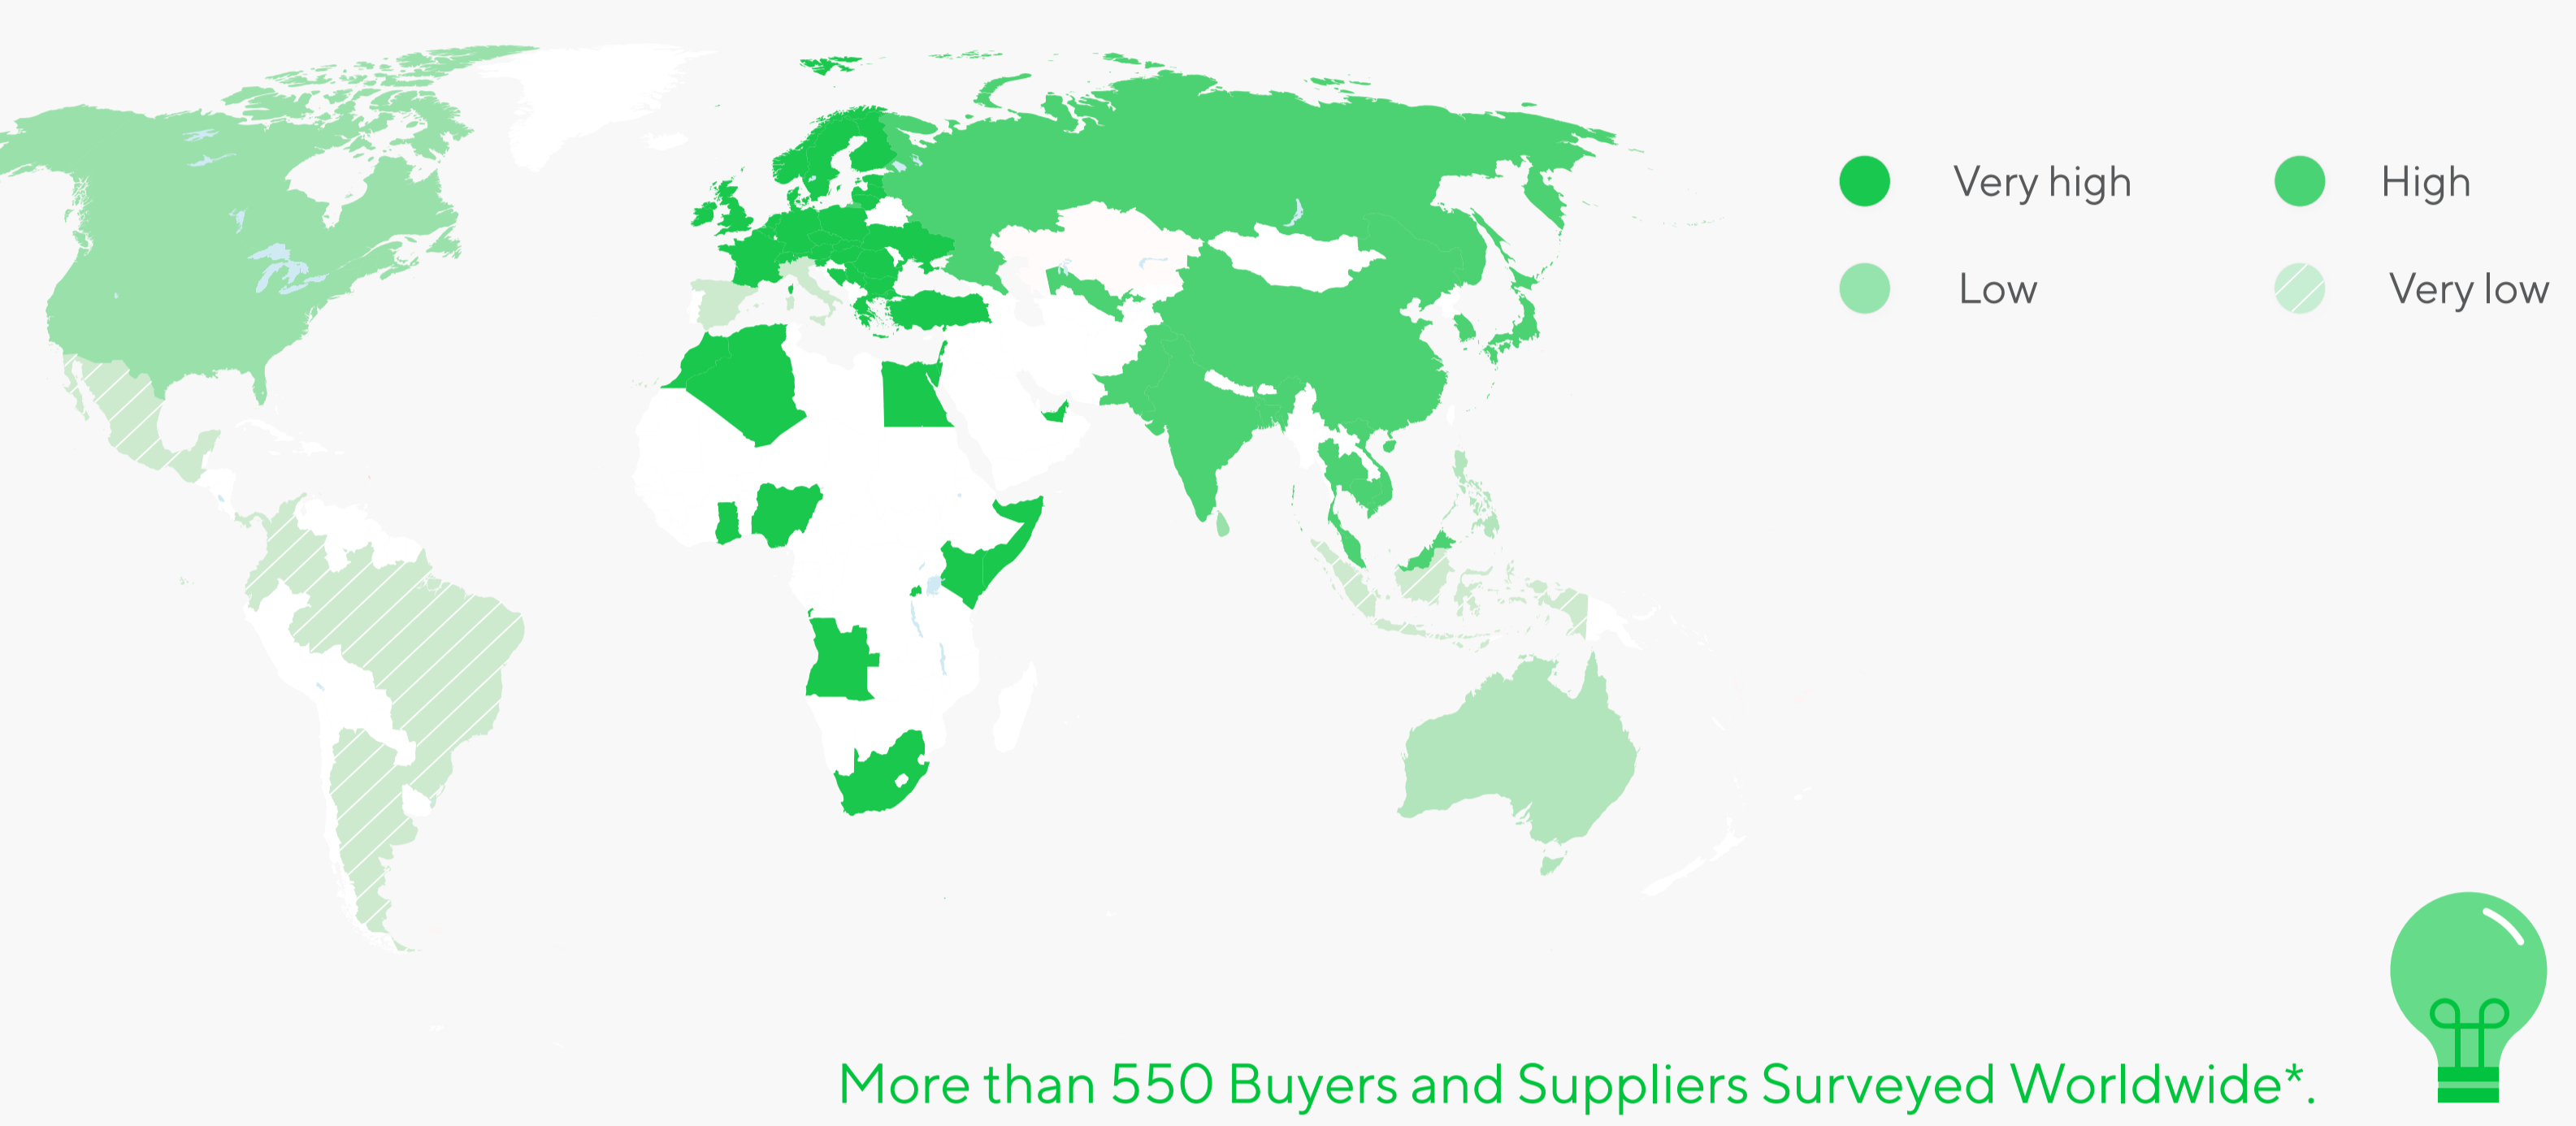 Very high
High
Low
Very low
More than 550 Buyers and Suppliers Surveyed Worldwide*.